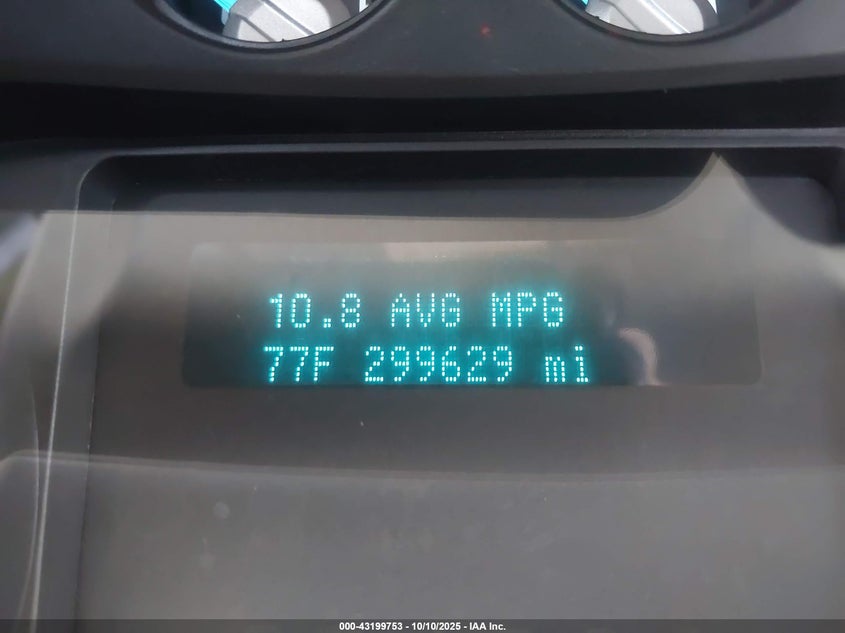 10.8 AVG MPG
77F 299629 mi
000-43199753 - 10/10/2025 - IAA Inc.